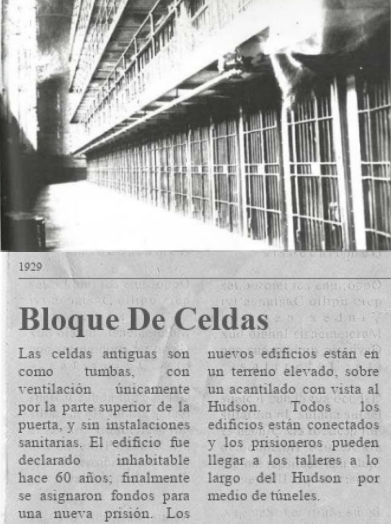 1929
Bloque De Celdas
Las celdas antiguas son
como tumbas, con
ventilación únicamente
por la parte superior de la
puerta, y sin instalaciones
sanitarias. El edificio fue
declarado inhabitable
hace 60 años; finalmente
se asignaron fondos para
una nueva prisión. Los
nuevos edificios están en
un terreno elevado, sobre
un acantilado con vista al
Hudson. Todos los
edificios están conectados
y los prisioneros pueden
llegar a los talleres a lo
largo del Hudson por
medio de túneles.